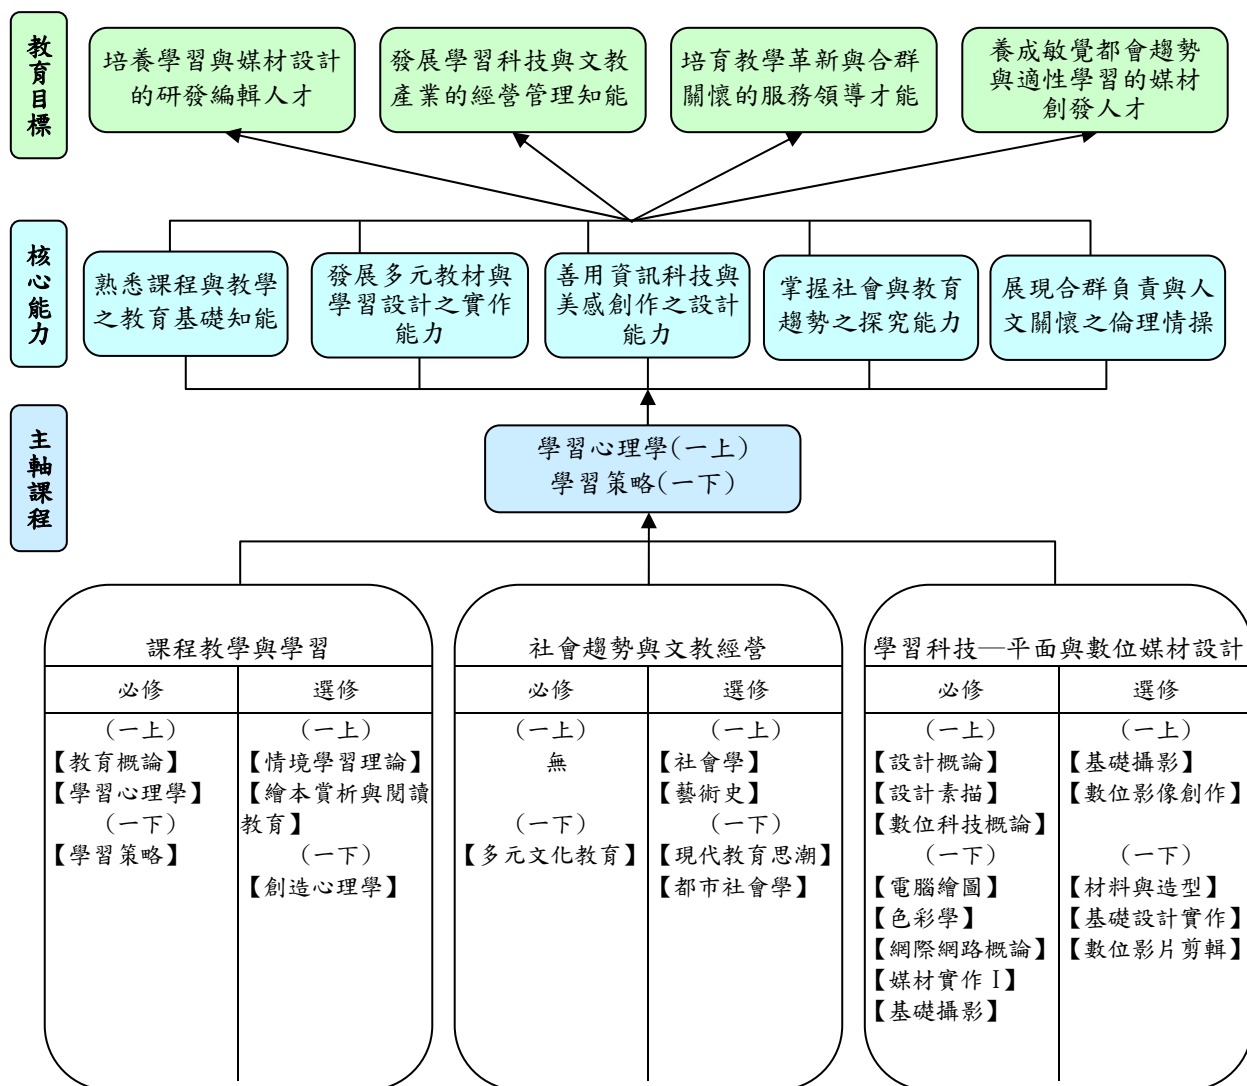 教育目標
培養學習與媒材設計
的研發編輯人才
發展學習科技與文教
產業的經營管理知能
培育教學革新與合群
關懷的服務領導才能
養成敏覺都會趨勢
與適性學習的媒材
創發人才
核心能力
熟悉課程與教學
之教育基礎知能
發展多元教材與
學習設計之實作
能力
善用資訊科技與
美感創作之設計
能力
掌握社會與教育
趨勢之探究能力
展現合群負責與人
文關懷之倫理情操
主軸課程
學習心理學(一上)
學習策略(一下)
課程教學與學習
必修
(一上)
【教育概論】
【學習心理學】
(一下)
【學習策略】
選修
(一上)
【情境學習理論】
【繪本賞析與閱讀
教育】
(一下)
【創造心理學】
社會趨勢與文教經營
必修
(一上)
無
(一下)
【多元文化教育】
選修
(一上)
【社會學】
【藝術史】
(一下)
【現代教育思潮】
【都市社會學】
學習科技—平面與數位媒材設計
必修
(一上)
【設計概論】
【設計素描】
【數位科技概論】
(一下)
【電腦繪圖】
【色彩學】
【網際網路概論】
【媒材實作 I】
【基礎攝影】
選修
(一上)
【基礎攝影】
【數位影像創作】
(一下)
【材料與造型】
【基礎設計實作】
【數位影片剪輯】